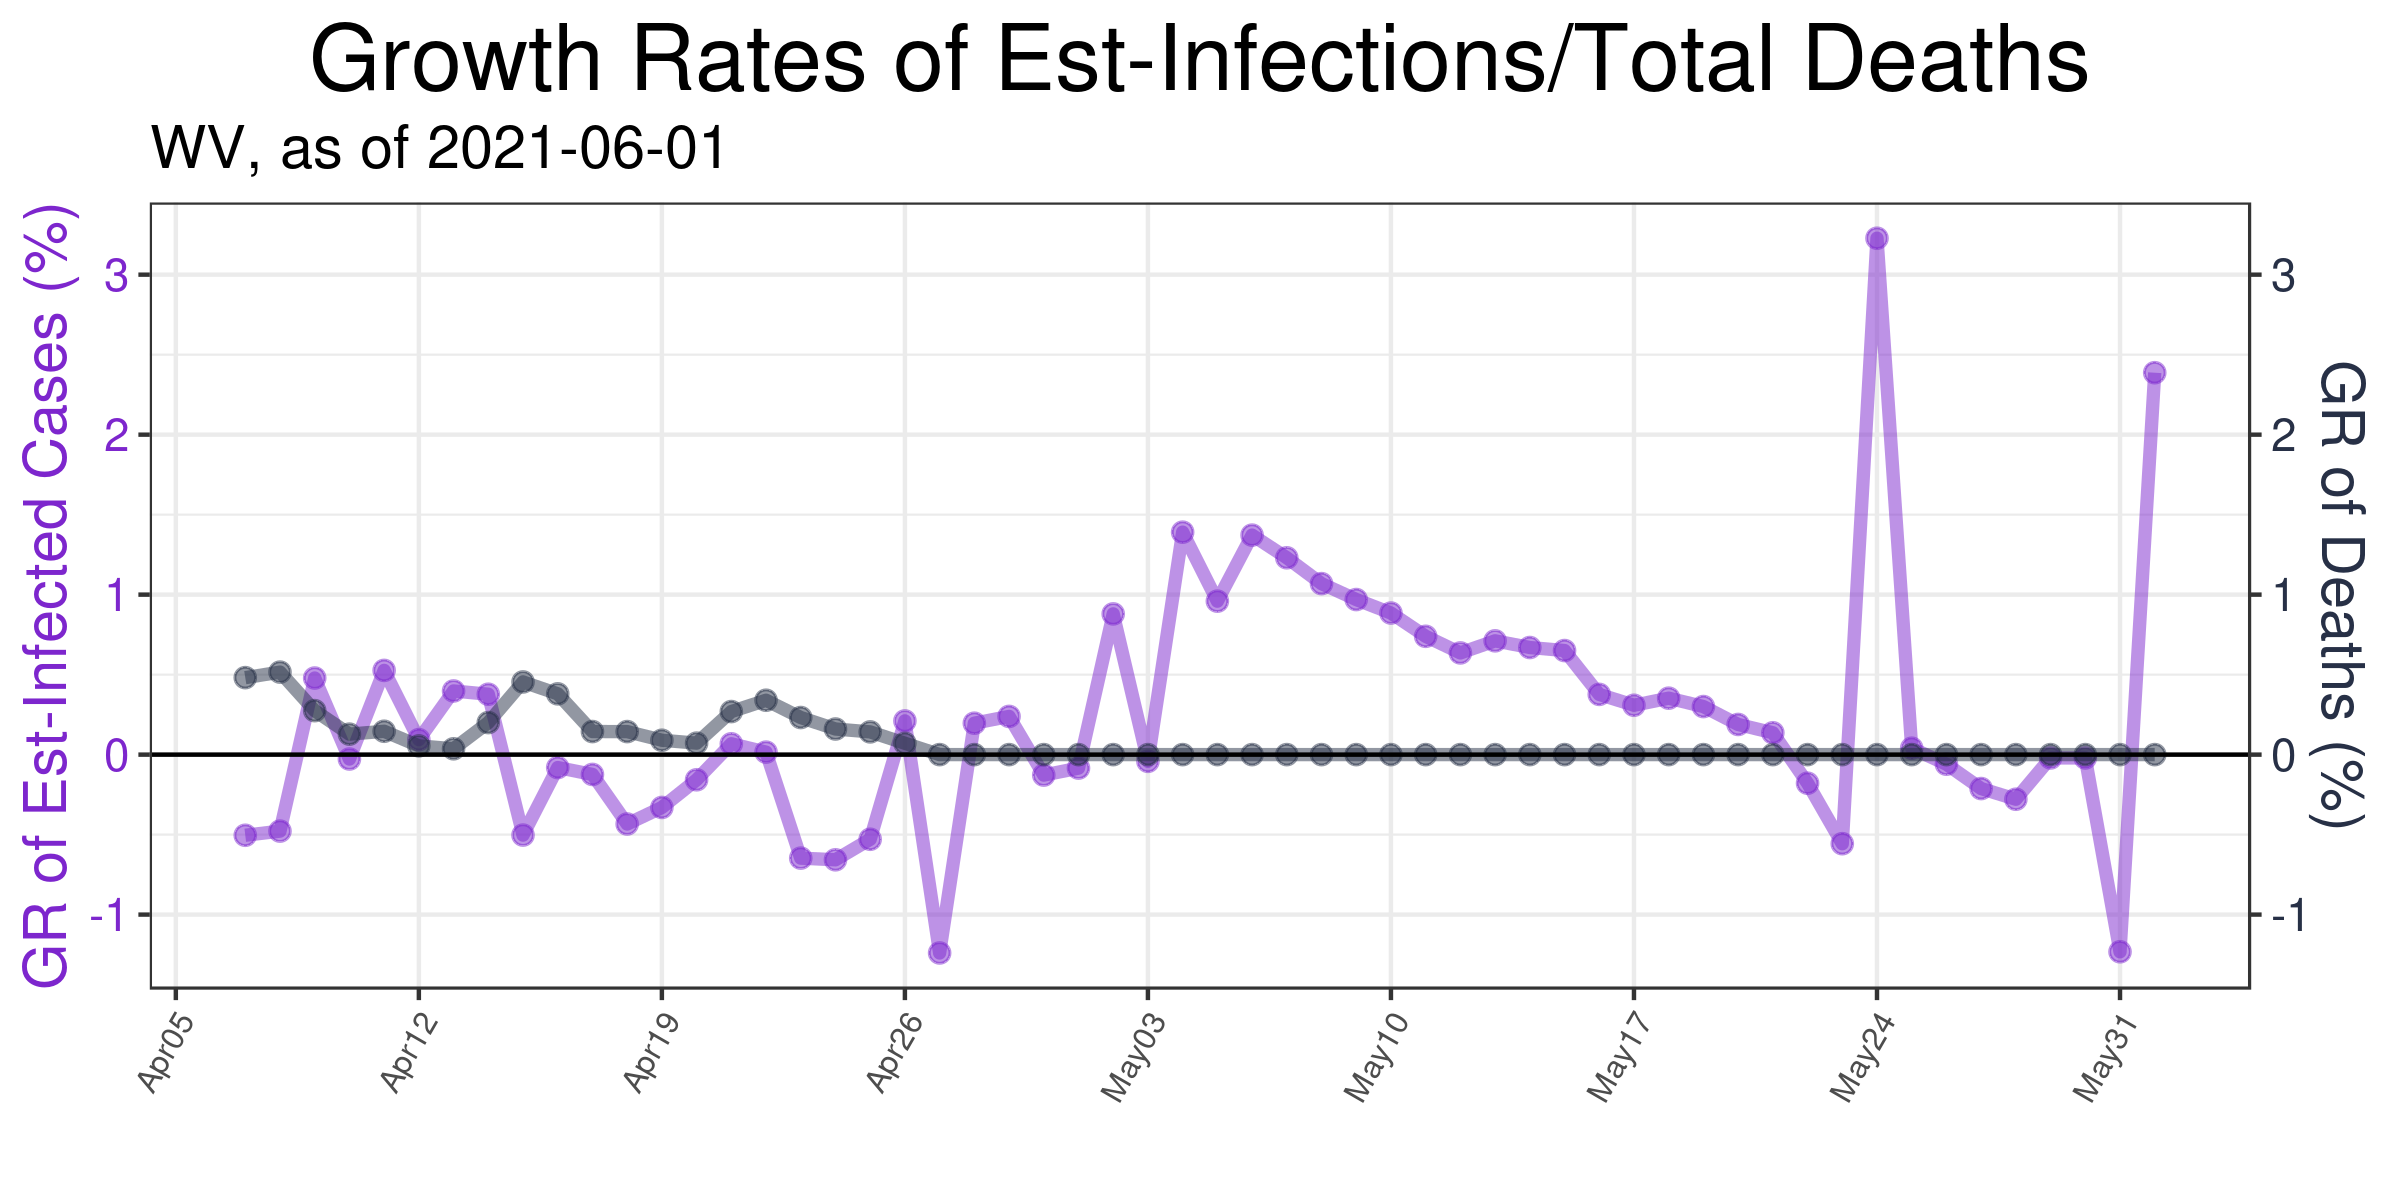 Growth Rates of Est-Infections/Total Deaths
WV, as of 2021-06-01
GR of Est-Infected Cases (%)
3
2
1
0
-1
3
2
1
0
-1
GR of Deaths (%)
Apr05
Apr12
Apr19
Apr26
May03
May10
May17
May24
May31